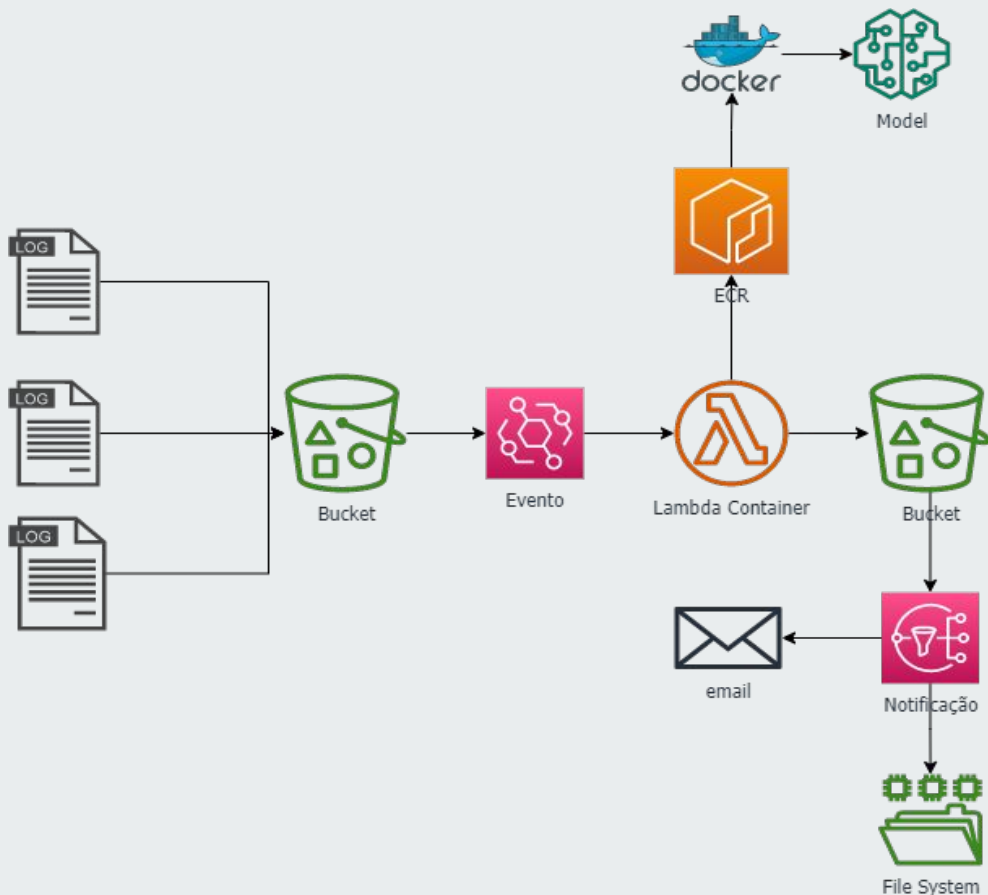 docker
Model
ECR
LOG
LOG
LOG
Bucket
Evento
Lambda Container
Bucket
email
Notificação
File System